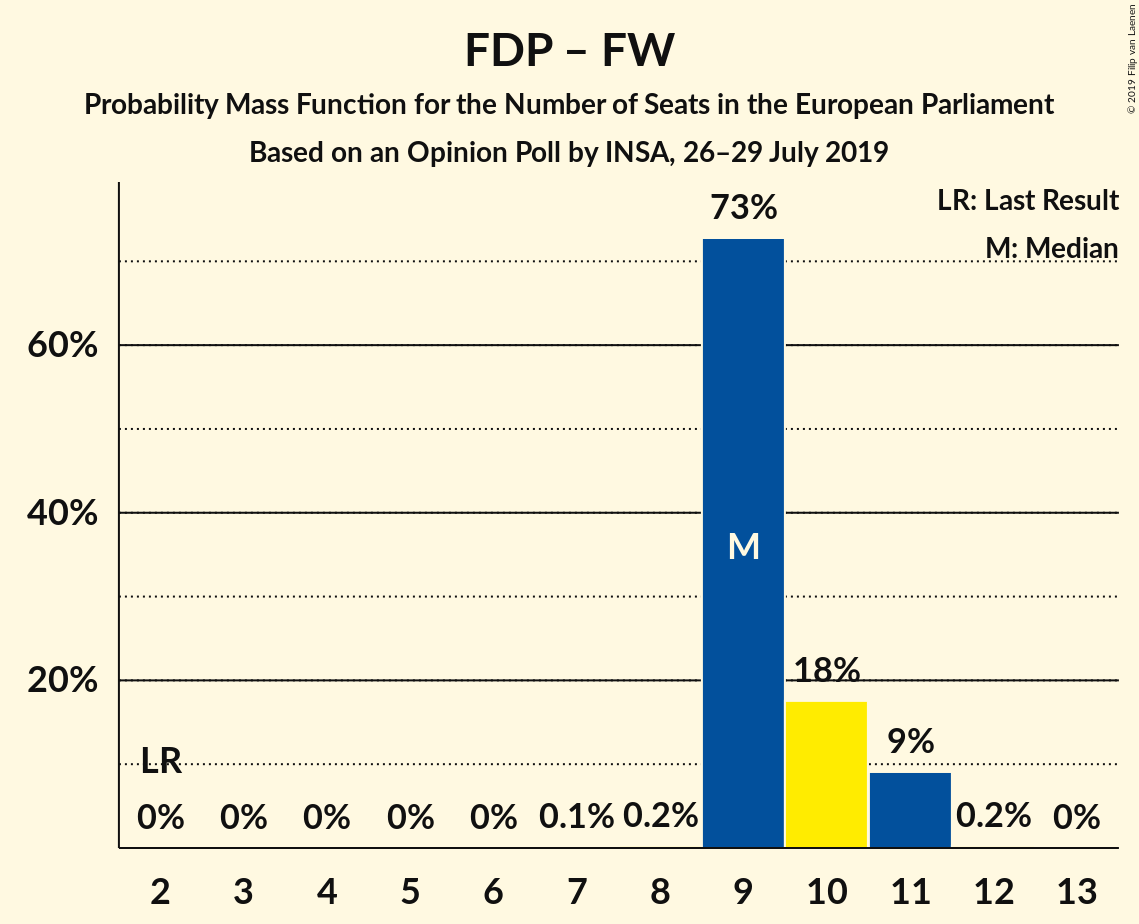 FDP – FW
Probability Mass Function for the Number of Seats in the European Parliament
Based on an Opinion Poll by INSA, 26–29 July 2019
© 2019 Filip van Laenen
LR: Last Result
M: Median
73%
60%
40%
M
20%
18%
9%
LR
0% 0% 0% 0% 0% 0.1% 0.2% 0.2% 0%
2 3 4 5 6 7 8 9 10 11 12 13